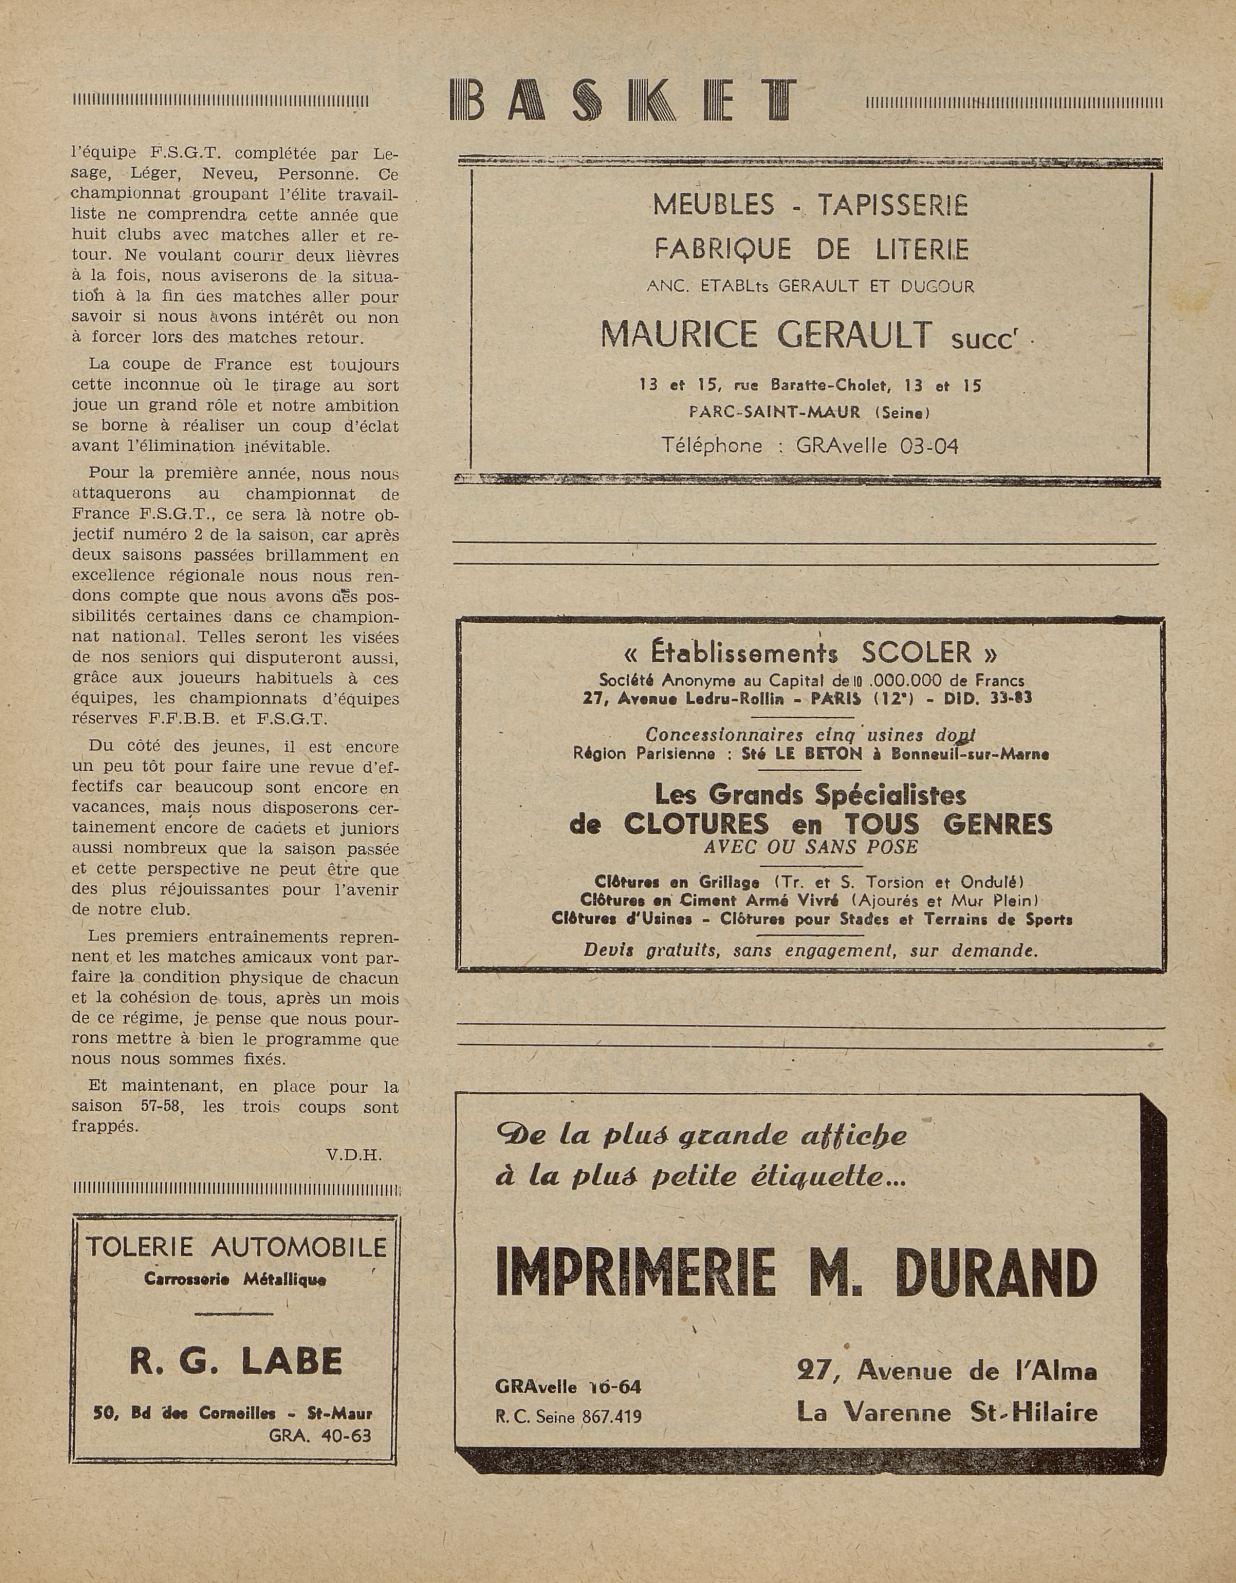 BASKET
l'équipe F.S.G.T. complétée par Le-
sage, Léger, Neveu, Personne. Ce
championnat groupant l'élite travail-
liste ne comprendra cette année que
huit clubs avec matches aller et re-
tour. Ne voulant courir deux lièvres
à la fois, nous aviserons de la situa-
tion à la fin des matches aller pour
savoir si nous avons intérêt ou non
à forcer lors des matches retour.
La coupe de France est toujours
cette inconnue où le tirage au sort
joue un grand rôle et notre ambition
se borne à réaliser un coup d'éclat
avant l'élimination inévitable.
Pour la première année, nous nous
attaquerons au championnat de
France F.S.G.T., ce sera là notre ob-
jectif numéro 2 de la saison, car après
deux saisons passées brillamment en
excellence régionale nous nous ren-
dons compte que nous avons des pos-
sibilités certaines dans ce champion-
nat national. Telles seront les visées
de nos seniors qui disputeront aussi,
grâce aux joueurs habituels à ces
équipes, les championnats d'équipes
réserves F.F.B.B. et F.S.G.T.
Du côté des jeunes, il est encore
un peu tôt pour faire une revue d'ef-
fectifs car beaucoup sont encore en
vacances, mais nous disposerons cer-
tainement encore de cadets et juniors
aussi nombreux que la saison passée
et cette perspective ne peut être que
des plus réjouissantes pour l'avenir
de notre club.
Les premiers entraînements repren-
nent et les matches amicaux vont par-
faire la condition physique de chacun
et la cohésion de tous, après un mois
de ce régime, je pense que nous pour-
rons mettre à bien le programme que
nous nous sommes fixés.
Et maintenant, en place pour la
saison 57-58, les trois coups sont
frappés.
V.D.H.
TOLERIE AUTOMOBILE
Carrosserie Métallique
R. G. LABE
50, Bd des Corneilles - St-Maur
GRA. 40-63
MEUBLES - TAPISSERIE
FABRIQUE DE LITERIE
ANC. ETABLts GERAULT ET DUGOUR
MAURICE GERAULT succr
13 et 15, rue Baratte-Cholet, 13 et 15
PARC-SAINT-MAUR (Seine)
Téléphone : GRAvelle 03-04
« Établissements SCOLER »
Société Anonyme au Capital de 10 .000.000 de Francs
27, Avenue Ledru-Rollin - PARIS (12e) - DID. 33-83
Concessionnaires cinq usines dont
Région Parisienne : Sté LE BETON à Bonneuil-sur-Marne
Les Grands Spécialistes
de CLOTURES en TOUS GENRES
AVEC OU SANS POSE
Clôtures en Grillage (Tr. et S. Torsion et Ondulé)
Clôtures en Ciment Armé Vivré (Ajourés et Mur Plein)
Clôtures d'Usines - Clôtures pour Stades et Terrains de Sports
Devis gratuits, sans engagement, sur demande.
De la plus grande affiche
à la plus petite étiquette...
IMPRIMERIE M. DURAND
GRAvelle 16-64
R. C. Seine 867.419
27, Avenue de l'Alma
La Varenne St-Hilaire